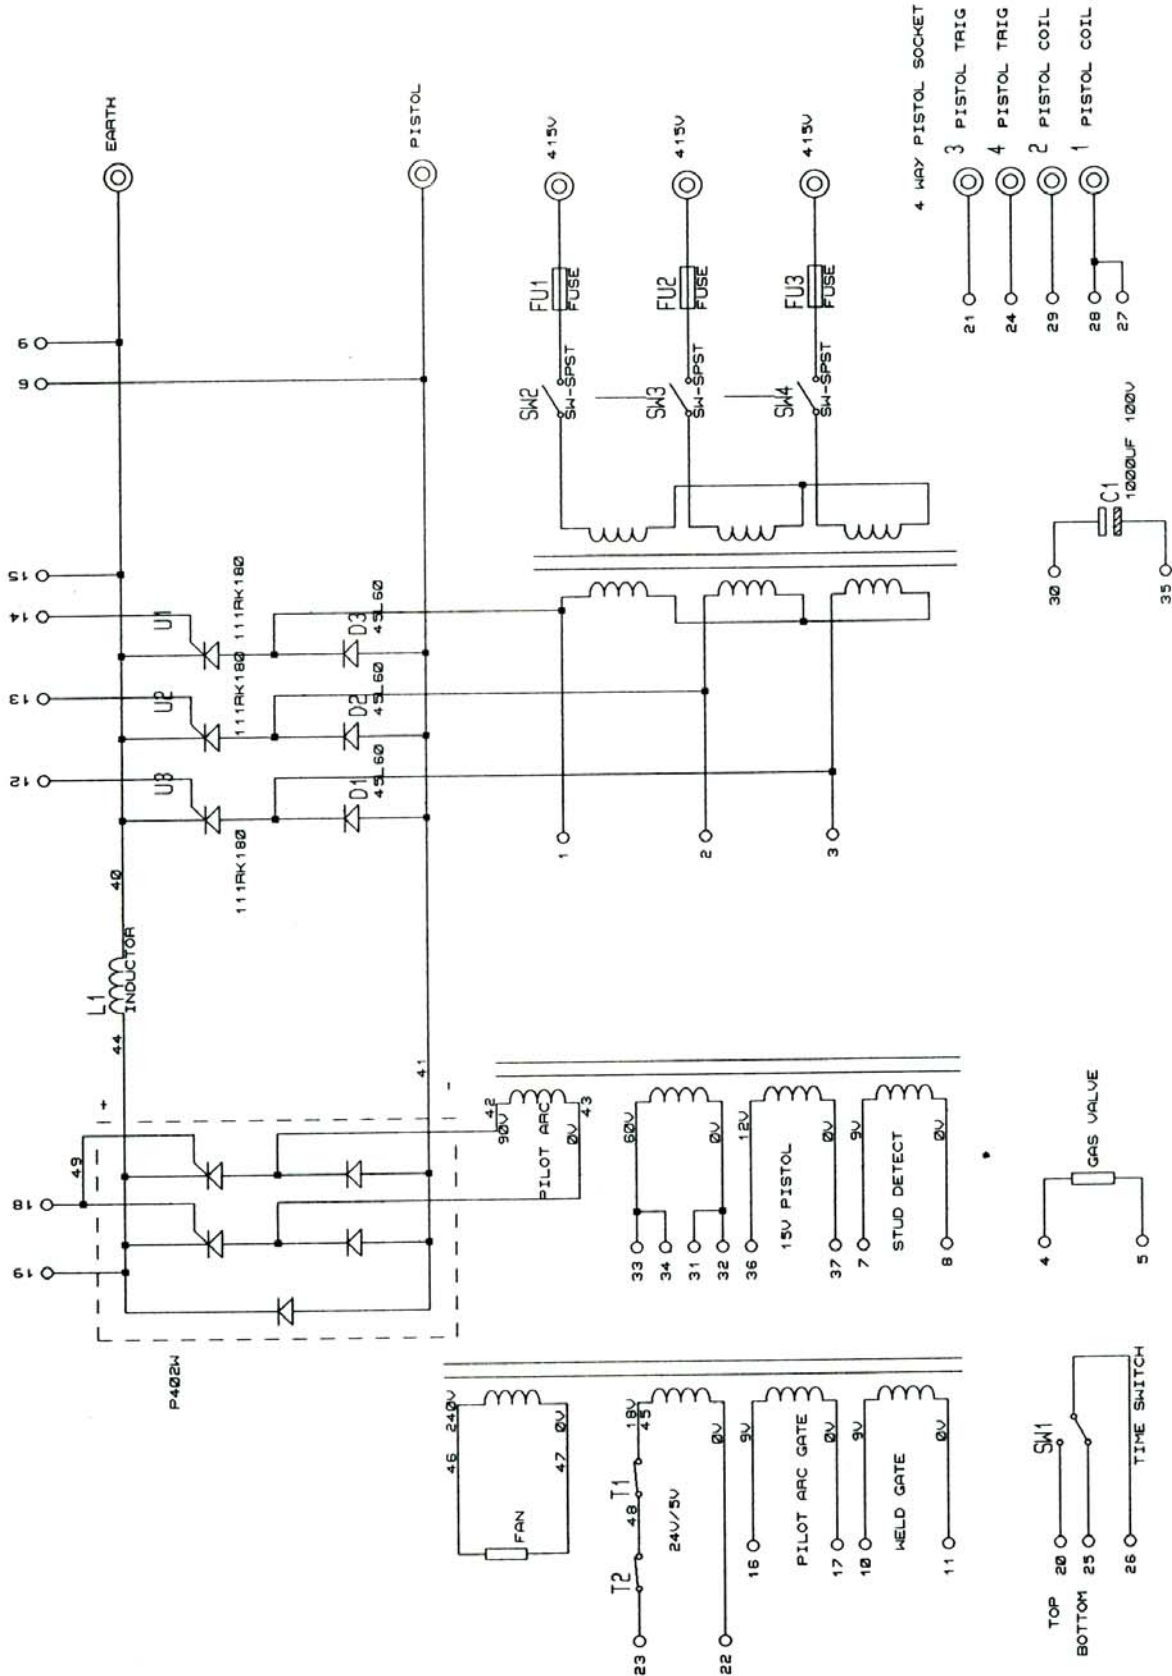 EARTH
PISTOL
9
6
15
14
13
12
U1
111RK180
D3
45L60
U2
111RK180
D2
45L60
U3
111RK180
D1
45L60
40
L1
INDUCTOR
44
41
+
-
49
18
19
P402W
415V
415V
415V
FU1
FUSE
FU2
FUSE
FU3
FUSE
SW2
SW-SPST
SW3
SW-SPST
SW4
SW-SPST
1
2
3
4 WAY PISTOL SOCKET
21
3 PISTOL TRIG
24
4 PISTOL TRIG
29
2 PISTOL COIL
28
1 PISTOL COIL
27
30
C1
1000UF 100V
35
42
90V
PILOT ARC
0V
43
33
60V
34
31
32
0V
36
12V
15V PISTOL
37
0V
7
9V
STUD DETECT
8
0V
4
GAS VALVE
5
46
240V
FAN
47
0V
23
T2
48
T1
18V
45
24V/5V
22
0V
16
9V
PILOT ARC GATE
17
0V
10
9V
WELD GATE
11
0V
TOP
20
SW1
BOTTOM
25
26
TIME SWITCH